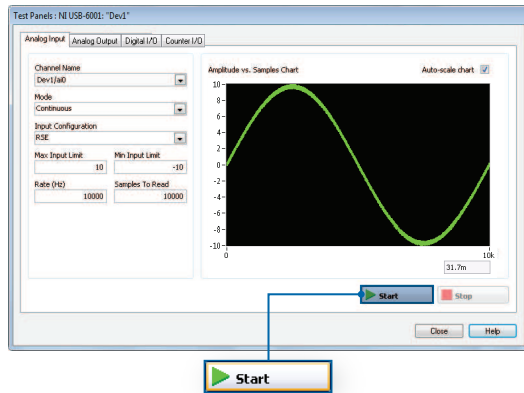 Test Panels : NI USB-6001: "Dev1"
Analog Input Analog Output Digital I/O Counter I/O
Channel Name
Dev1/ai0
Mode
Continuous
Input Configuration
RSE
Max Input Limit Min Input Limit
10 -10
Rate (Hz) Samples To Read
10000 10000
Amplitude vs. Samples Chart Auto-scale chart
10
8
6
4
2
0
-2
-4
-6
-8
-10
0 10k
31.7m
Start Stop
Close Help
Start